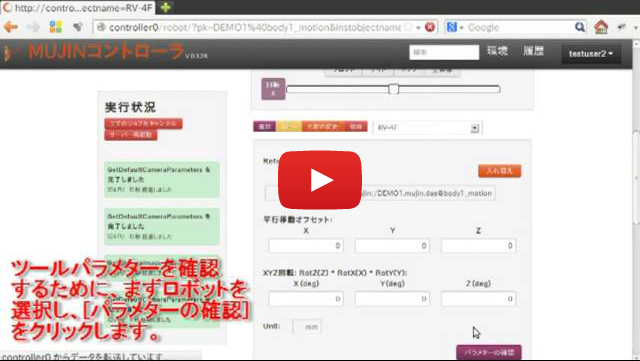 http://contro...ectname=RV-4F
controller0/robot/?pk=DEMO1%40body1_motion&instobjectname
Google
MUJINコントローラ
検索
環境
履歴
testuser2
実行状況
全てのジョブをキャンセル
サーバー再起動
RV-4F
GetDefaultCameraParameters を
完了しました
GetDefaultCameraParameters を
完了しました
入れ替え
mujin:/DEMO1.mujin.dae@body1_motion
平行移動オフセット:
X Y Z
0 0 0
XYZ回転: RotZ(Z) * RotX(X) * RotY(Y):
X (deg) Y(deg) Z (deg)
0 0 0
Unit: mm
パラメターの確認
ツールパラメターを確認
するために、まずロボットを
選択し、[パラメターの確認]
をクリックします。
controller0 からデータを転送しています